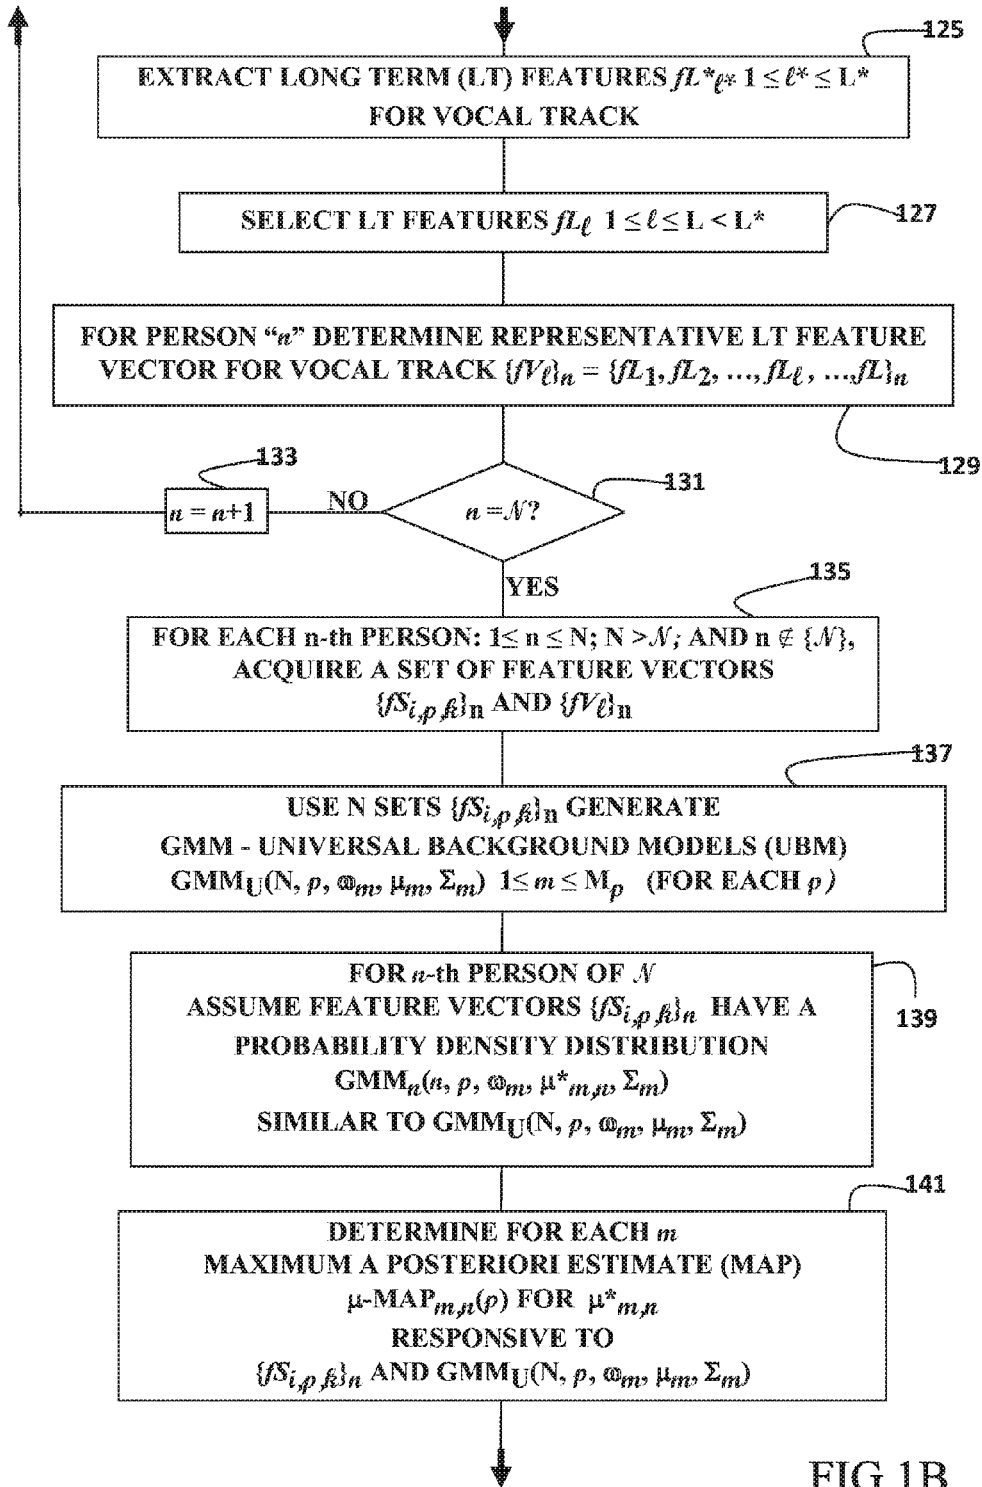 125
EXTRACT LONG TERM (LT) FEATURES fL*ℓ* 1 ≤ ℓ* ≤ L*
FOR VOCAL TRACK
SELECT LT FEATURES fLℓ 1 ≤ ℓ ≤ L < L*
127
FOR PERSON “n” DETERMINE REPRESENTATIVE LT FEATURE
VECTOR FOR VOCAL TRACK {fVℓ}n = {fL1, fL2, ..., fLℓ, ...,fL}n
129
133
131
n = n+1
NO
n =𝒩?
YES
135
FOR EACH n-th PERSON: 1≤ n ≤ N; N >𝒩; AND n ∉ {𝒩},
ACQUIRE A SET OF FEATURE VECTORS
{fSi,p,k}n AND {fVℓ}n
137
USE N SETS {fSi,p,k}n GENERATE
GMM - UNIVERSAL BACKGROUND MODELS (UBM)
GMMU(N, p, ωm, μm, Σm) 1≤ m ≤ Mp (FOR EACH p)
FOR n-th PERSON OF 𝒩
ASSUME FEATURE VECTORS {fSi,p,k}n HAVE A
139
PROBABILITY DENSITY DISTRIBUTION
GMMn(n, p, ωm, μ*m,n, Σm)
SIMILAR TO GMMU(N, p, ωm, μm, Σm)
141
DETERMINE FOR EACH m
MAXIMUM A POSTERIORI ESTIMATE (MAP)
μ-MAPm,n(p) FOR μ*m,n
RESPONSIVE TO
{fSi,p,k}n AND GMMU(N, p, ωm, μm, Σm)
FIG.1B